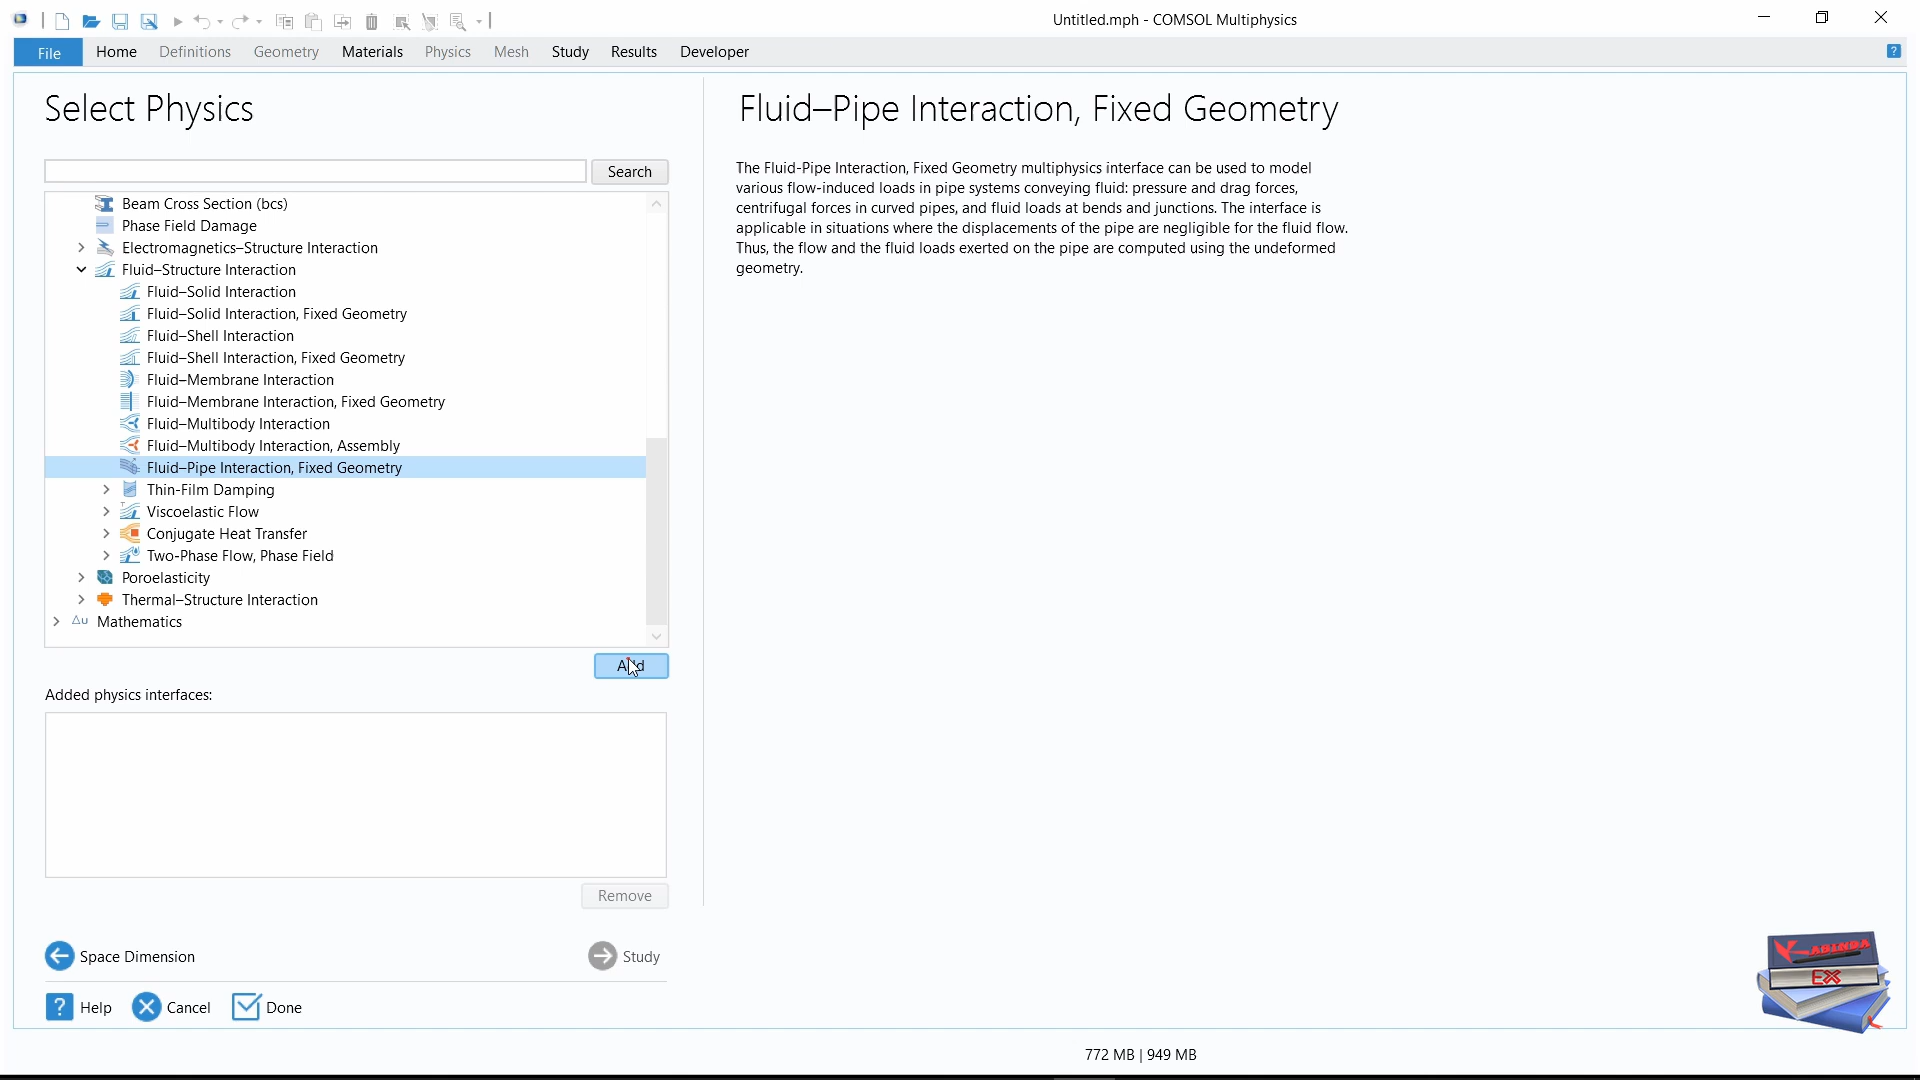 Untitled.mph - COMSOL Multiphysics
File Home Definitions Geometry Materials Physics Mesh Study Results Developer ?
Select Physics
Search
Beam Cross Section (bcs)
Phase Field Damage
Electromagnetics–Structure Interaction
Fluid–Structure Interaction
Fluid–Solid Interaction
Fluid–Solid Interaction, Fixed Geometry
Fluid–Shell Interaction
Fluid–Shell Interaction, Fixed Geometry
Fluid–Membrane Interaction
Fluid–Membrane Interaction, Fixed Geometry
Fluid–Multibody Interaction
Fluid–Multibody Interaction, Assembly
Fluid–Pipe Interaction, Fixed Geometry
Thin-Film Damping
Viscoelastic Flow
Conjugate Heat Transfer
Two-Phase Flow, Phase Field
Poroelasticity
Thermal–Structure Interaction
Δu Mathematics
Add
Added physics interfaces:
Remove
Space Dimension
Study
? Help
Cancel
Done
Fluid–Pipe Interaction, Fixed Geometry
The Fluid-Pipe Interaction, Fixed Geometry multiphysics interface can be used to model
various flow-induced loads in pipe systems conveying fluid: pressure and drag forces,
centrifugal forces in curved pipes, and fluid loads at bends and junctions. The interface is
applicable in situations where the displacements of the pipe are negligible for the fluid flow.
Thus, the flow and the fluid loads exerted on the pipe are computed using the undeformed
geometry.
EX
772 MB | 949 MB